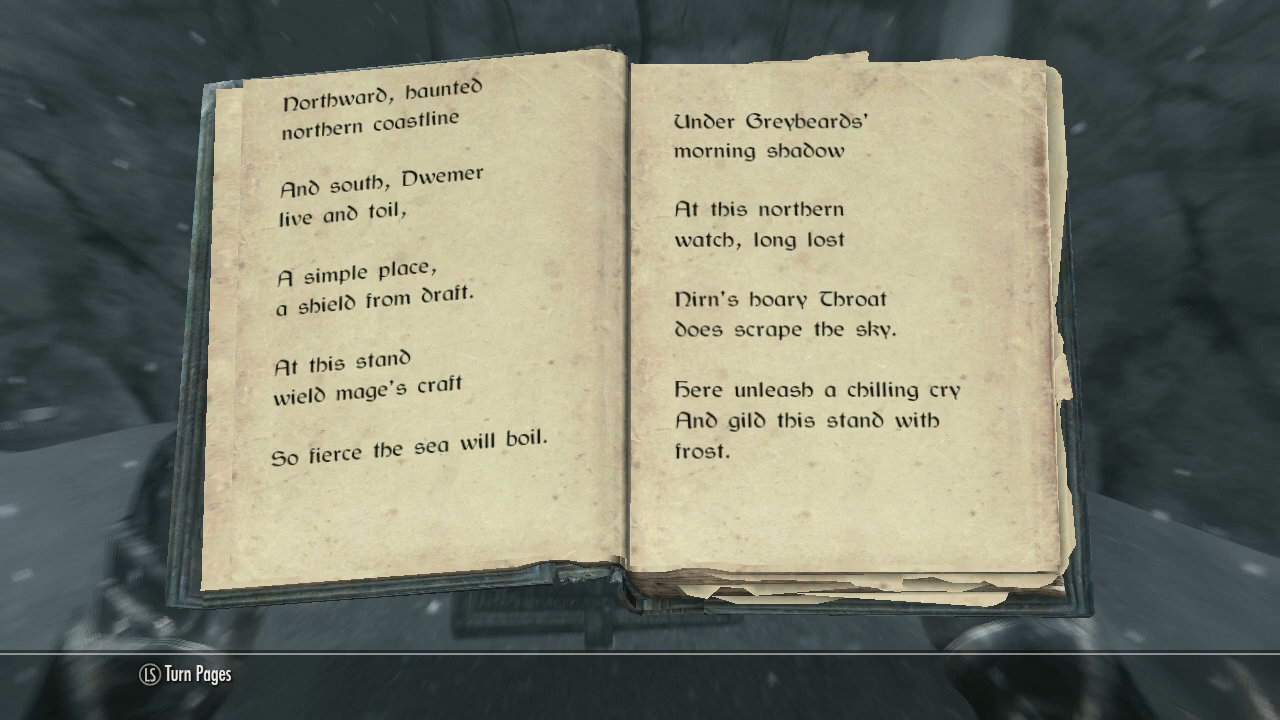 Northward, haunted
northern coastline
And south, Dwemer
live and toil,
A simple place,
a shield from draft.
At this stand
wield mage's craft
So fierce the sea will boil.
Under Greybeards'
morning shadow
At this northern
watch, long lost
Nirn's hoary Throat
does scrape the sky.
Here unleash a chilling cry
And gild this stand with
frost.
LS Turn Pages